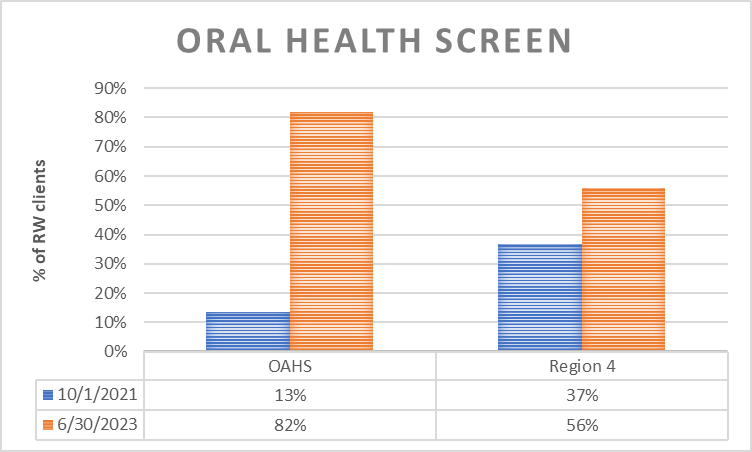 ORAL HEALTH SCREEN
90%
80%
70%
60%
50%
40%
30%
20%
10%
0%
% of RW clients
OAHS Region 4
10/1/2021 13% 37%
6/30/2023 82% 56%